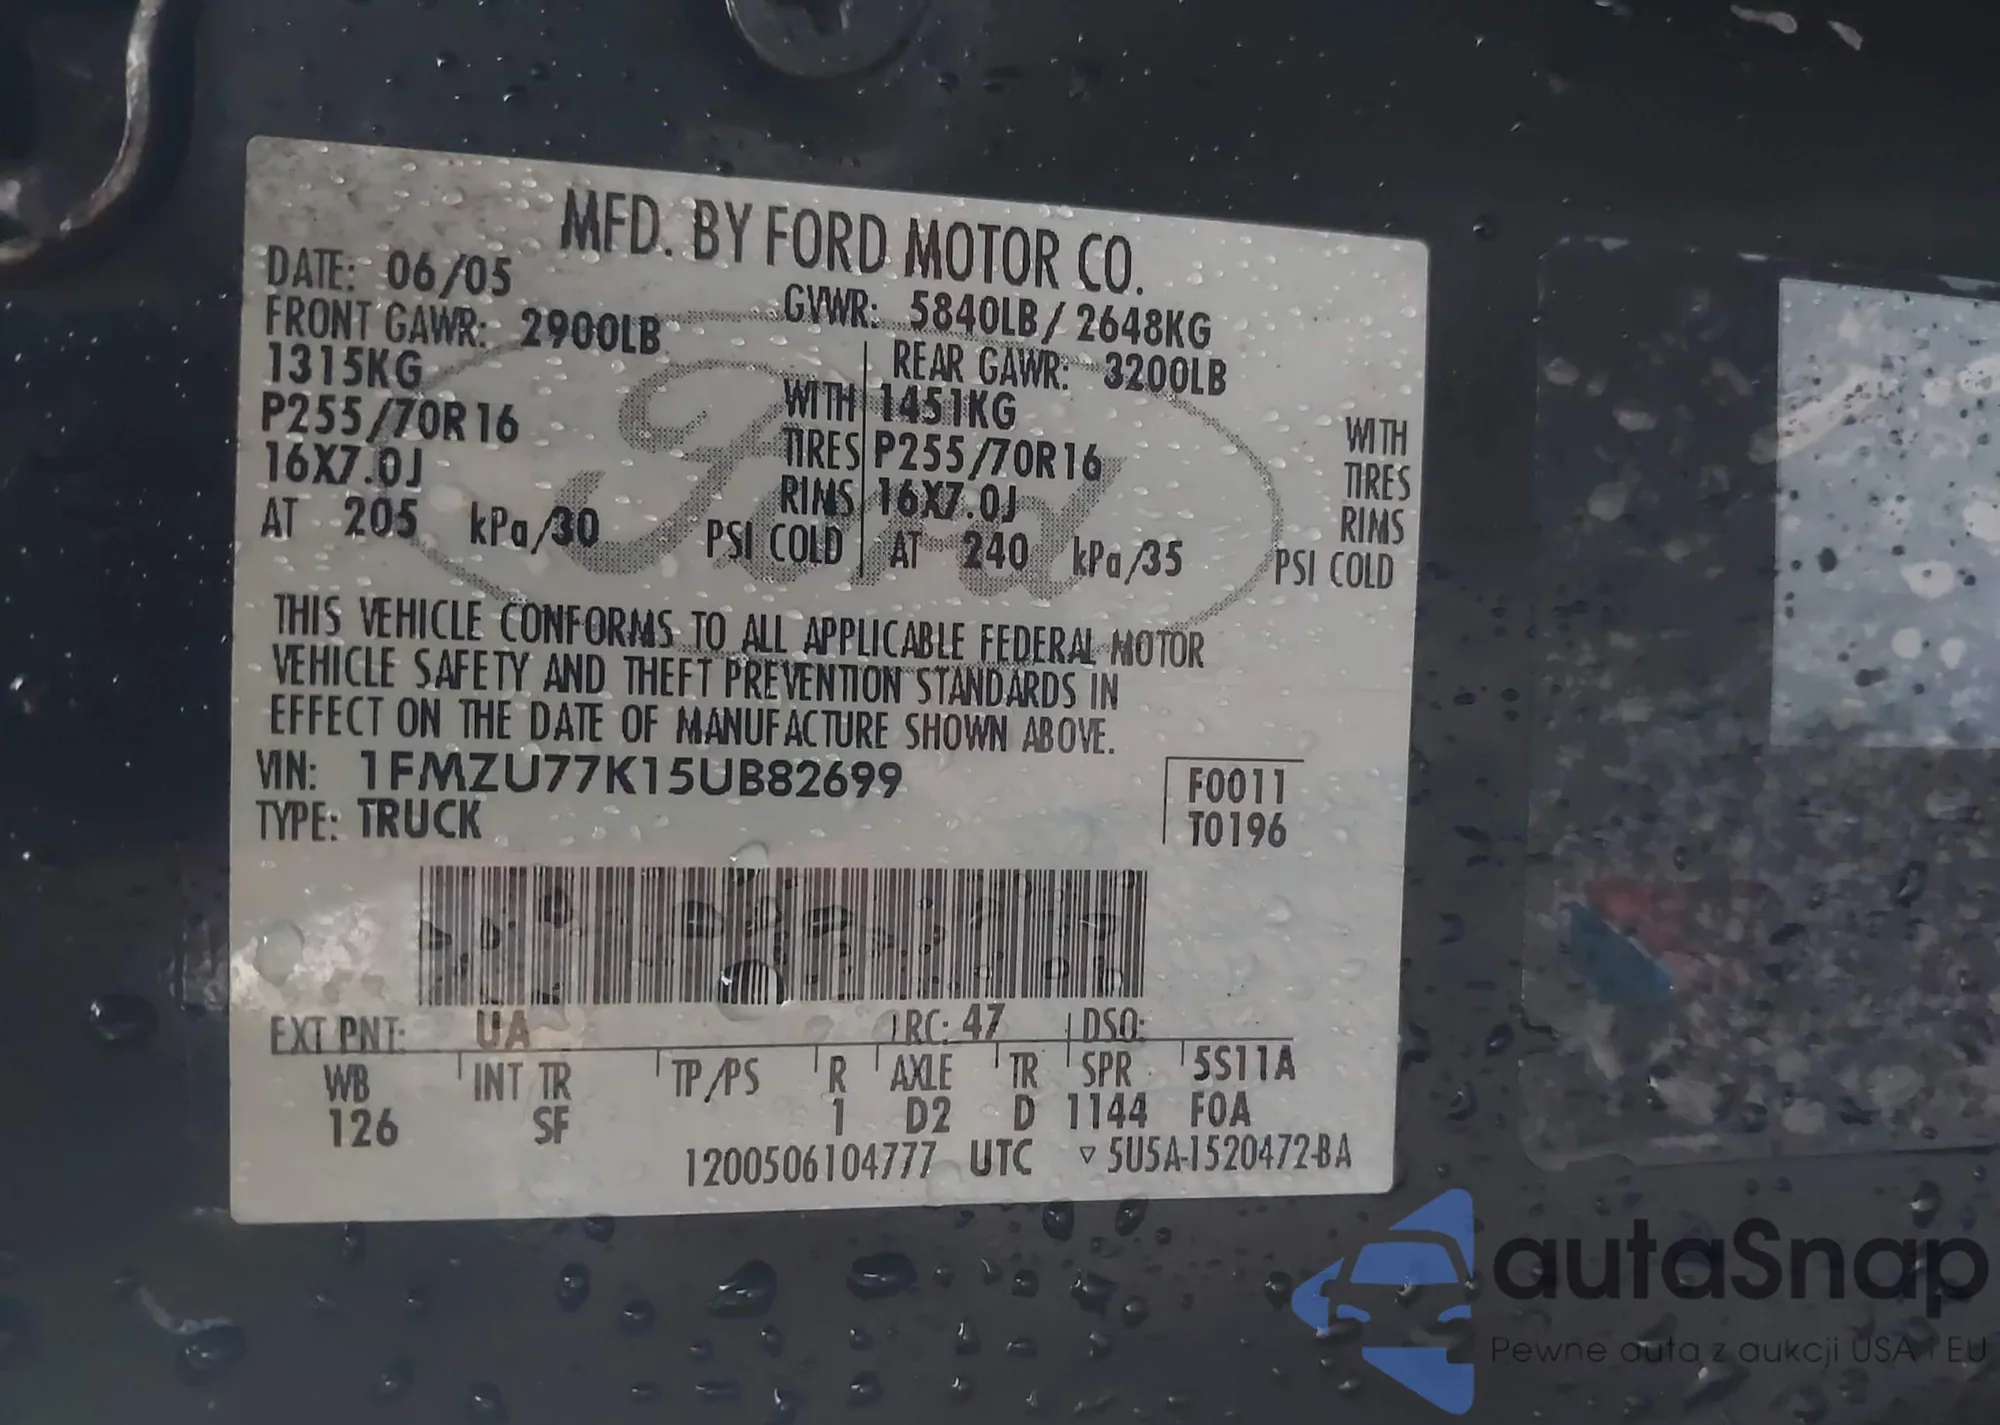 MFD. BY FORD MOTOR CO.
DATE: 06/05 GVWR: 5840LB / 2648KG
FRONT GAWR: 2900LB REAR GAWR: 3200LB
1315KG WITH 1451KG WITH
P255/70R16 TIRES P255/70R16 TIRES
16X7.0J RIMS 16X7.0J RIMS
AT 205 kPa/30 PSI COLD AT 240 kPa/35 PSI COLD
Ford
THIS VEHICLE CONFORMS TO ALL APPLICABLE FEDERAL MOTOR
VEHICLE SAFETY AND THEFT PREVENTION STANDARDS IN
EFFECT ON THE DATE OF MANUFACTURE SHOWN ABOVE.
VIN: 1FMZU77K15UB82699 F0011
TYPE: TRUCK T0196
EXT PNT: UA RC: 47 DSO:
WB INT TR TP/PS R AXLE TR SPR 5S11A
126 SF 1 D2 D 1144 F0A
1200506104777 UTC ▽ 5U5A-1520472-BA
autaSnap
Pewne auta z aukcji USA i EU